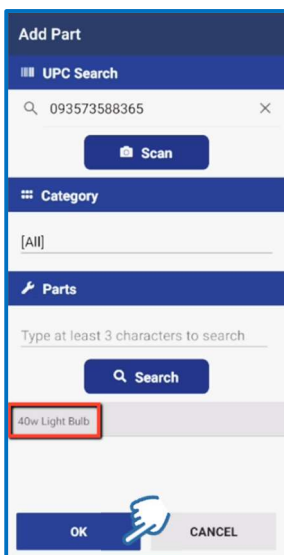 Add Part
UPC Search
093573588365
Scan
Category
[All]
Parts
Type at least 3 characters to search
Search
40w Light Bulb
OK
CANCEL